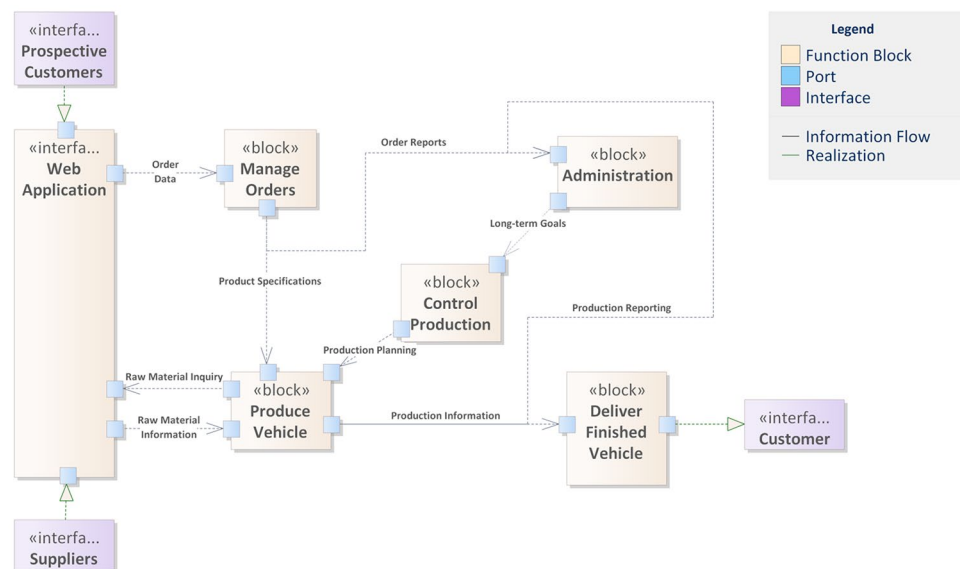 «interfa...
Prospective
Customers
Legend
Function Block
Port
Interface
Information Flow
Realization
«interfa...
Web
Application
Order
Data
«block»
Manage
Orders
Order Reports
«block»
Administration
Long-term Goals
Product Specifications
«block»
Control
Production
Production Reporting
Production Planning
Raw Material Inquiry
Raw Material
Information
«block»
Produce
Vehicle
Production Information
«block»
Deliver
Finished
Vehicle
«interfa...
Customer
«interfa...
Suppliers